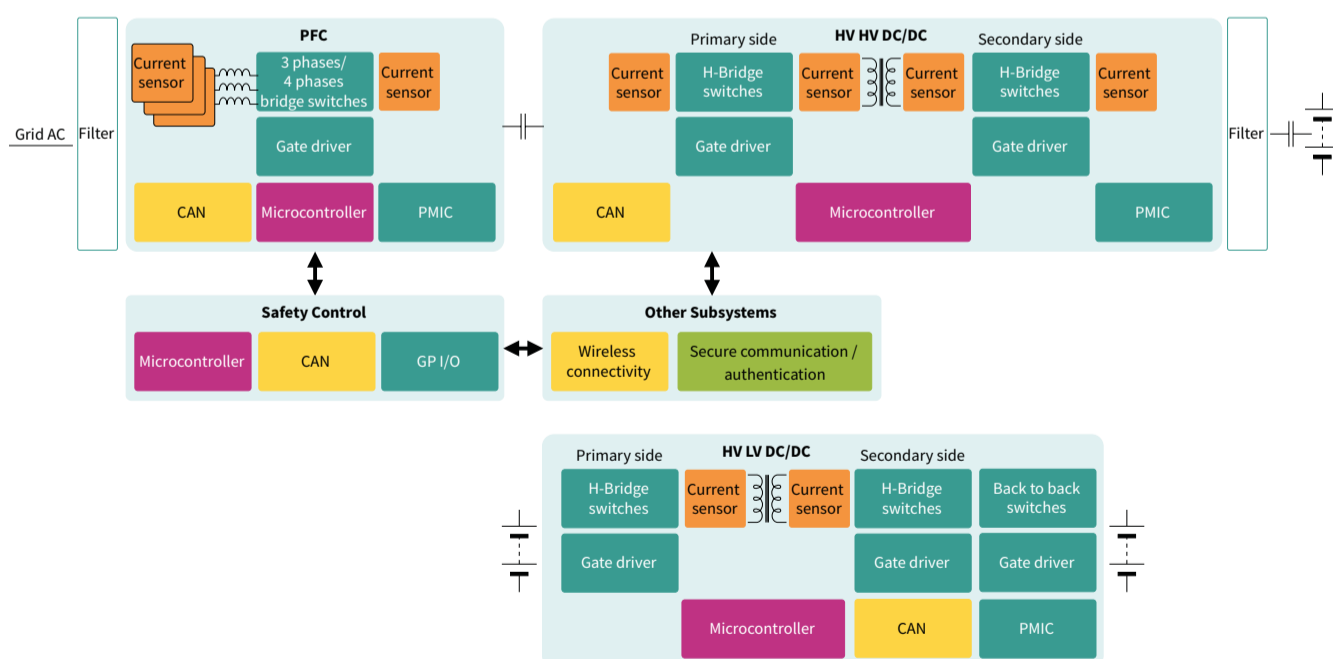 PFC
Primary side
HV HV DC/DC
Secondary side
Current
sensor
3 phases/
4 phases
bridge switches
Current
sensor
Current
sensor
H-Bridge
switches
Current
sensor
Current
sensor
H-Bridge
switches
Current
sensor
Grid AC
Filter
Gate driver
Gate driver
Gate driver
Filter
CAN
Microcontroller
PMIC
CAN
Microcontroller
PMIC
Safety Control
Microcontroller
CAN
GP I/O
Other Subsystems
Wireless
connectivity
Secure communication /
authentication
Primary side
HV LV DC/DC
Secondary side
H-Bridge
switches
Current
sensor
Current
sensor
H-Bridge
switches
Back to back
switches
Gate driver
Gate driver
Gate driver
Microcontroller
CAN
PMIC